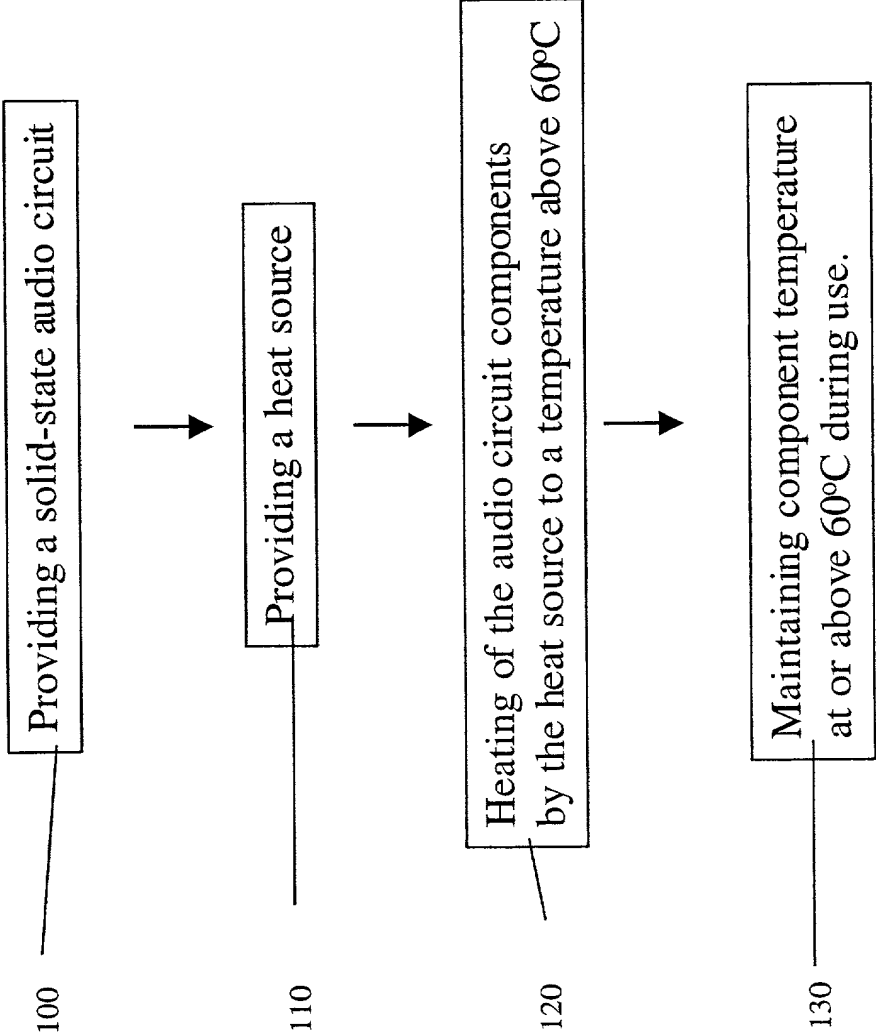 100
Providing a solid-state audio circuit
110
Providing a heat source
120
Heating of the audio circuit components
by the heat source to a temperature above 60ºC
130
Maintaining component temperature
at or above 60ºC during use.